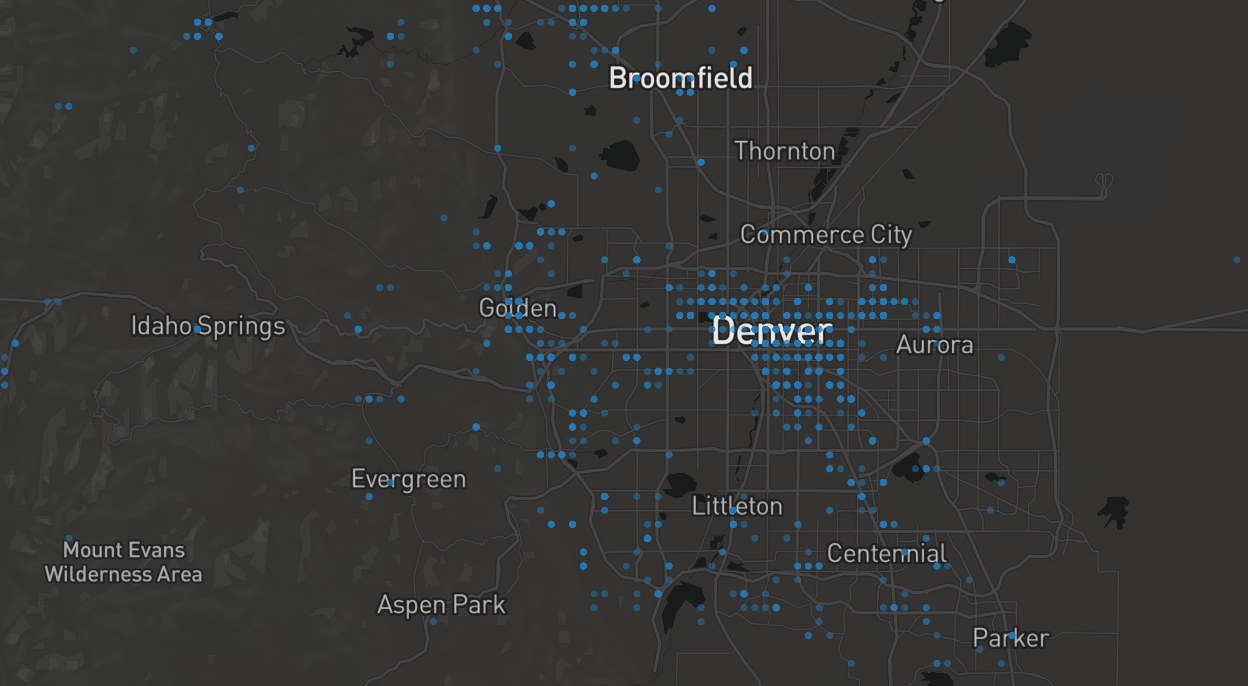 Broomfield
Thornton
Commerce City
Golden
Idaho Springs
Denver
Aurora
Evergreen
Littleton
Mount Evans
Wilderness Area
Centennial
Aspen Park
Parker